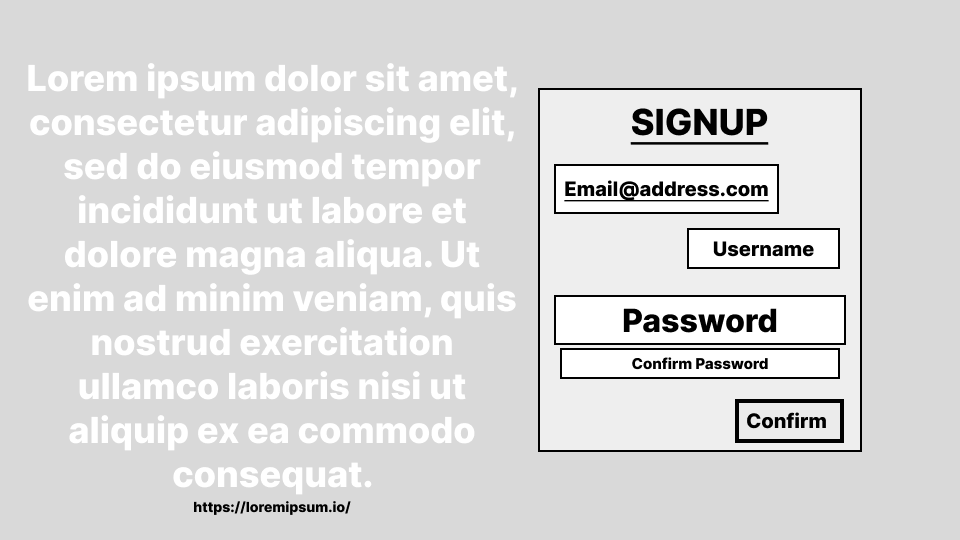 Lorem ipsum dolor sit amet,
consectetur adipiscing elit,
sed do eiusmod tempor
incididunt ut labore et
dolore magna aliqua. Ut
enim ad minim veniam, quis
nostrud exercitation
ullamco laboris nisi ut
aliquip ex ea commodo
consequat.
https://loremipsum.io/
SIGNUP
Email@address.com
Username
Password
Confirm Password
Confirm